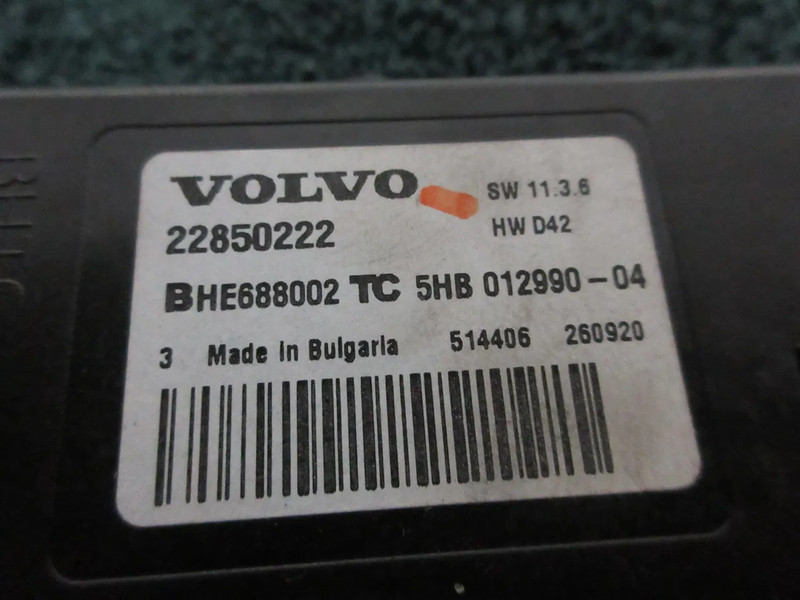 VOLVO SW 11.3.6
22850222 HW D42
BHE688002 TC 5HB 012990-04
3 Made in Bulgaria 514406 260920